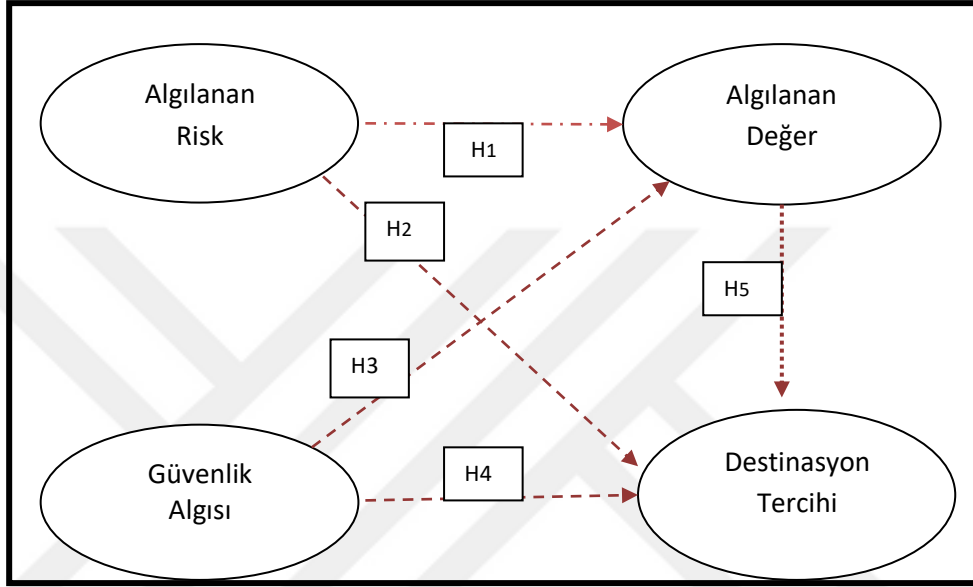 Algılanan
Risk
Algılanan
Değer
H1
H2
H5
H3
Güvenlik
Algısı
H4
Destinasyon
Tercihi